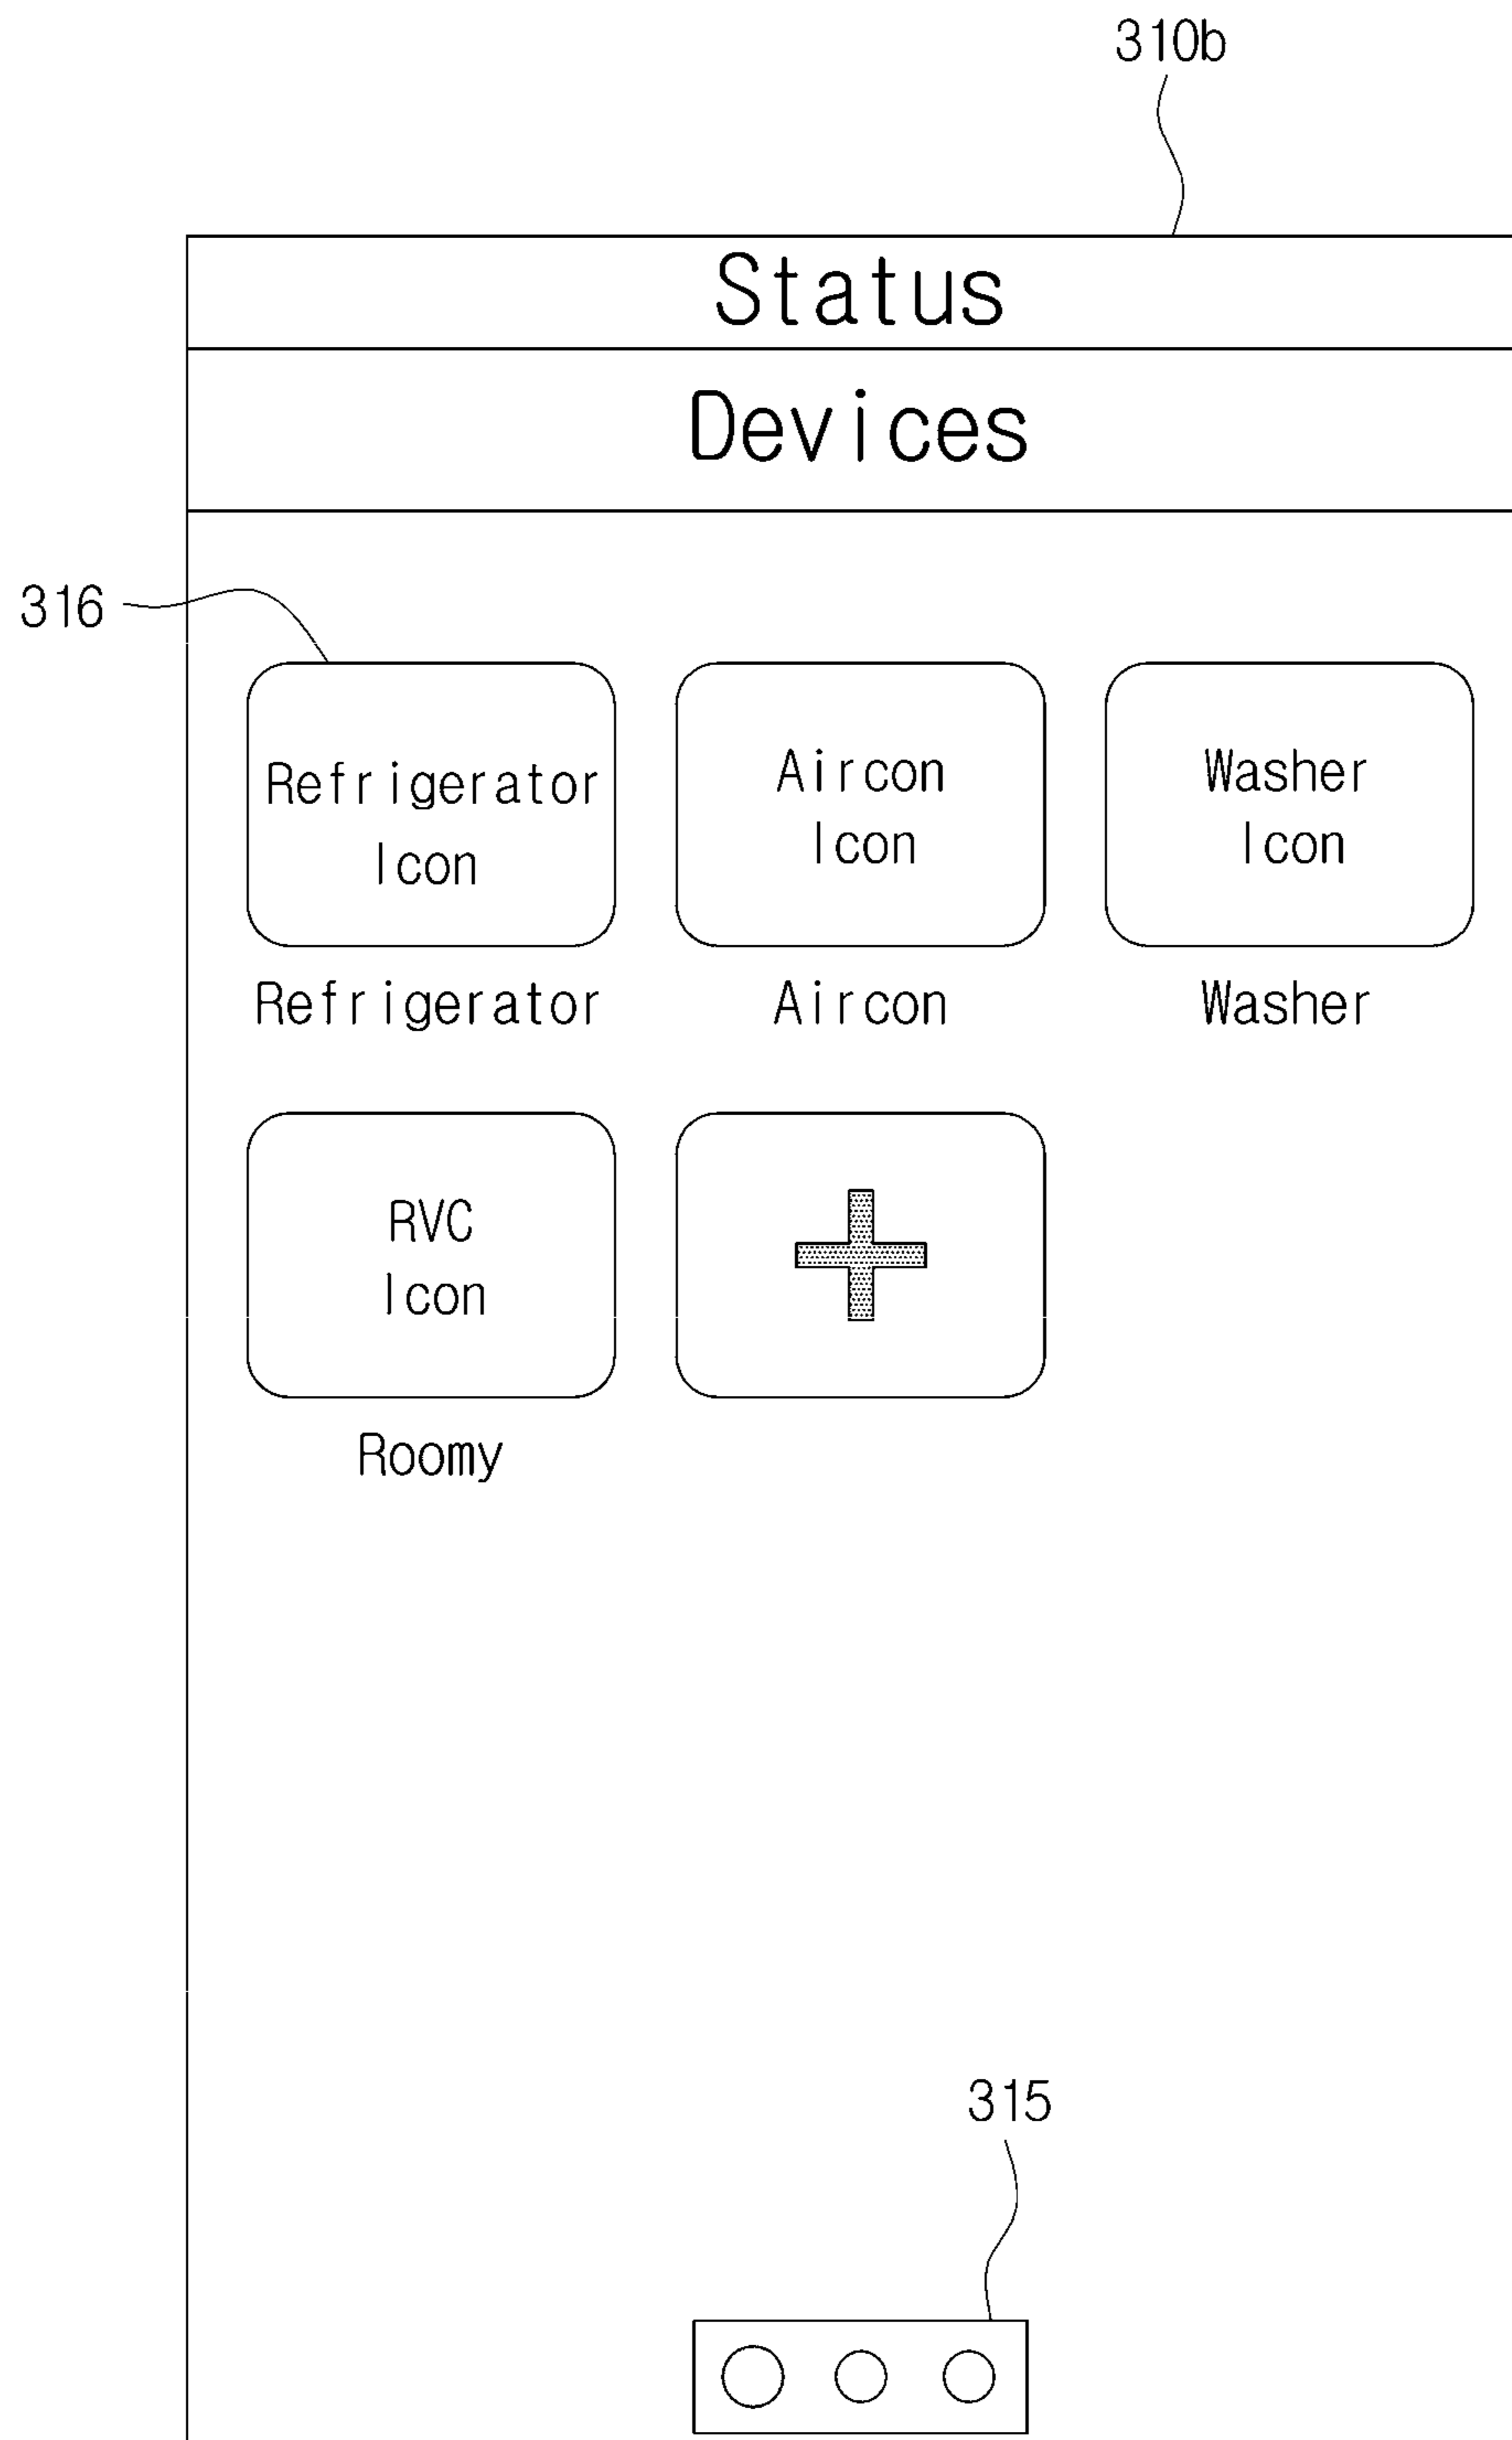 310b
Status
Devices
316
Refrigerator
Icon
Aircon
Icon
Washer
Icon
Refrigerator
Aircon
Washer
RVC
Icon
Roomy
315